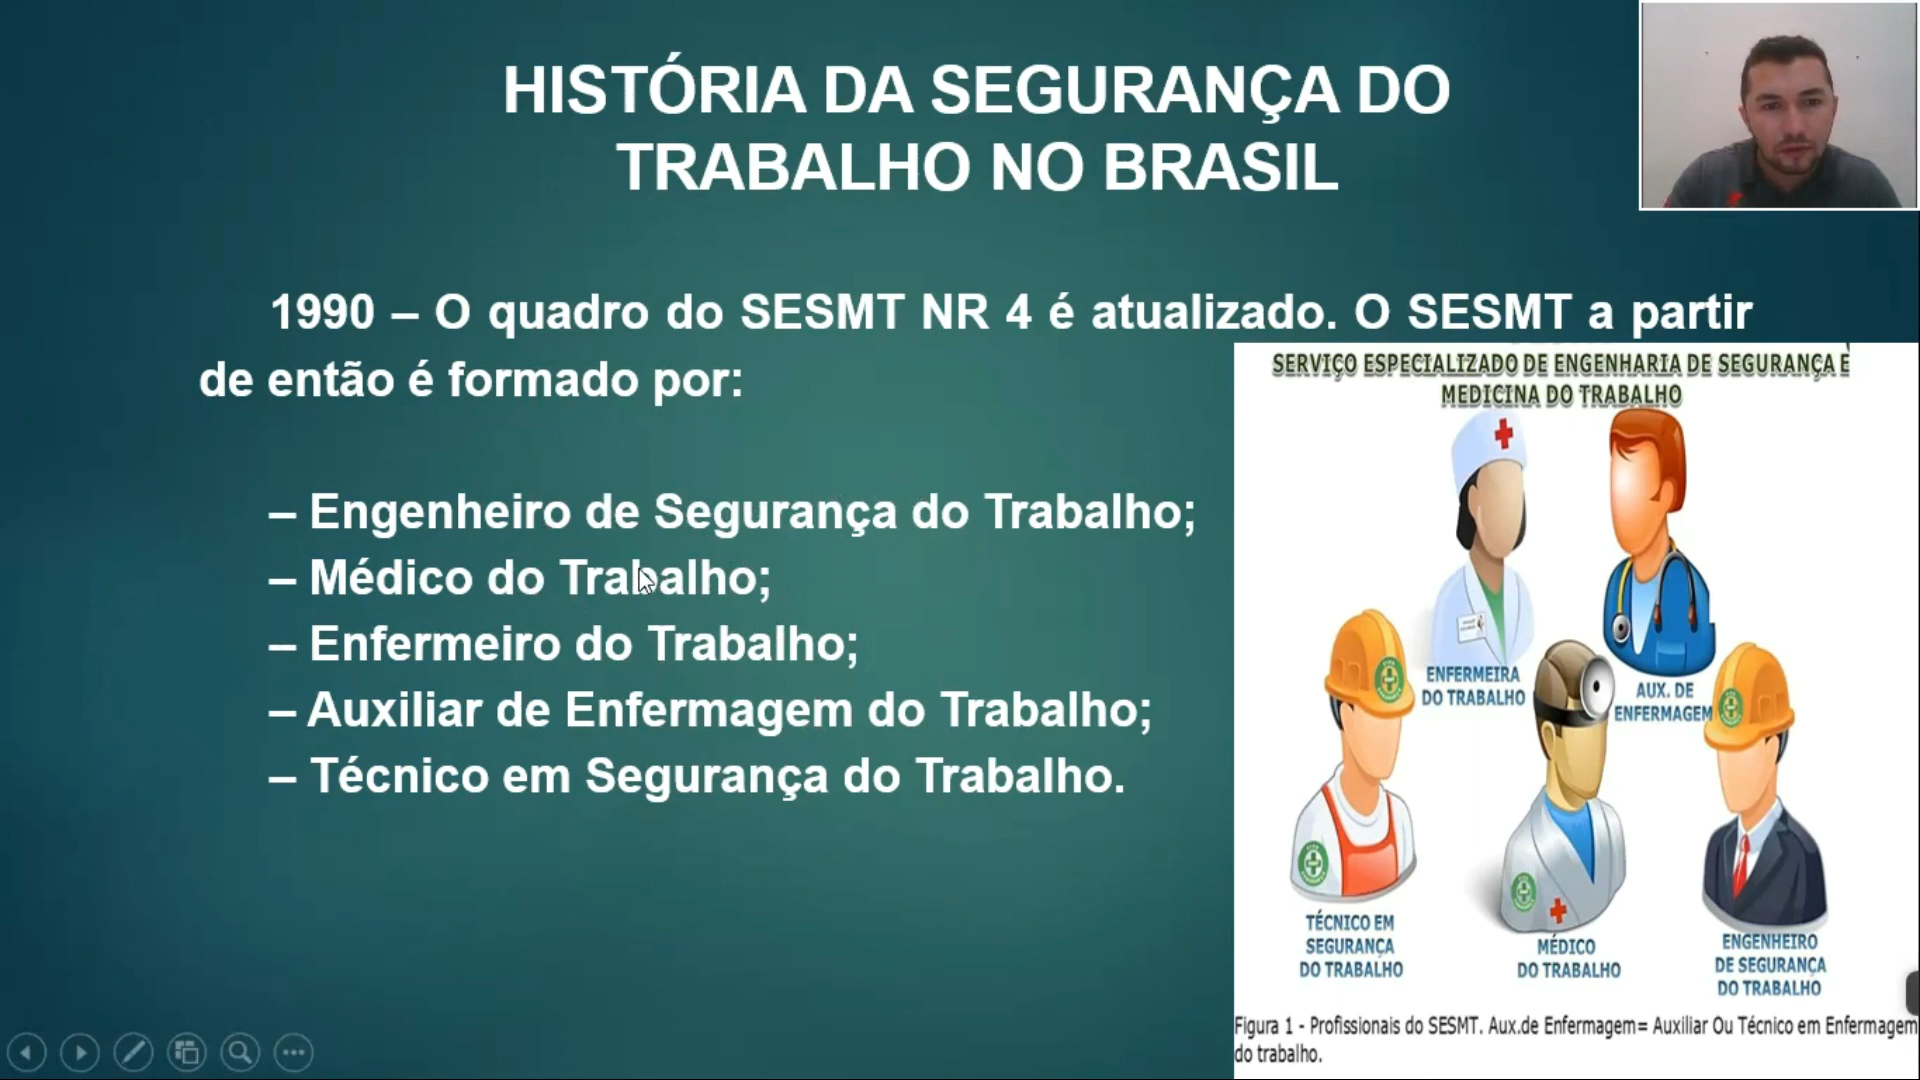 HISTÓRIA DA SEGURANÇA DO
TRABALHO NO BRASIL
1990 – O quadro do SESMT NR 4 é atualizado. O SESMT a partir
de então é formado por:
– Engenheiro de Segurança do Trabalho;
– Médico do Trabalho;
– Enfermeiro do Trabalho;
– Auxiliar de Enfermagem do Trabalho;
– Técnico em Segurança do Trabalho.
SERVIÇO ESPECIALIZADO DE ENGENHARIA DE SEGURANÇA E
MEDICINA DO TRABALHO
ENFERMEIRA
DO TRABALHO
AUX. DE
ENFERMAGEM
TÉCNICO EM
SEGURANÇA
DO TRABALHO
MÉDICO
DO TRABALHO
ENGENHEIRO
DE SEGURANÇA
DO TRABALHO
Figura 1 - Profissionais do SESMT. Aux.de Enfermagem= Auxiliar Ou Técnico em Enfermagem
do trabalho.